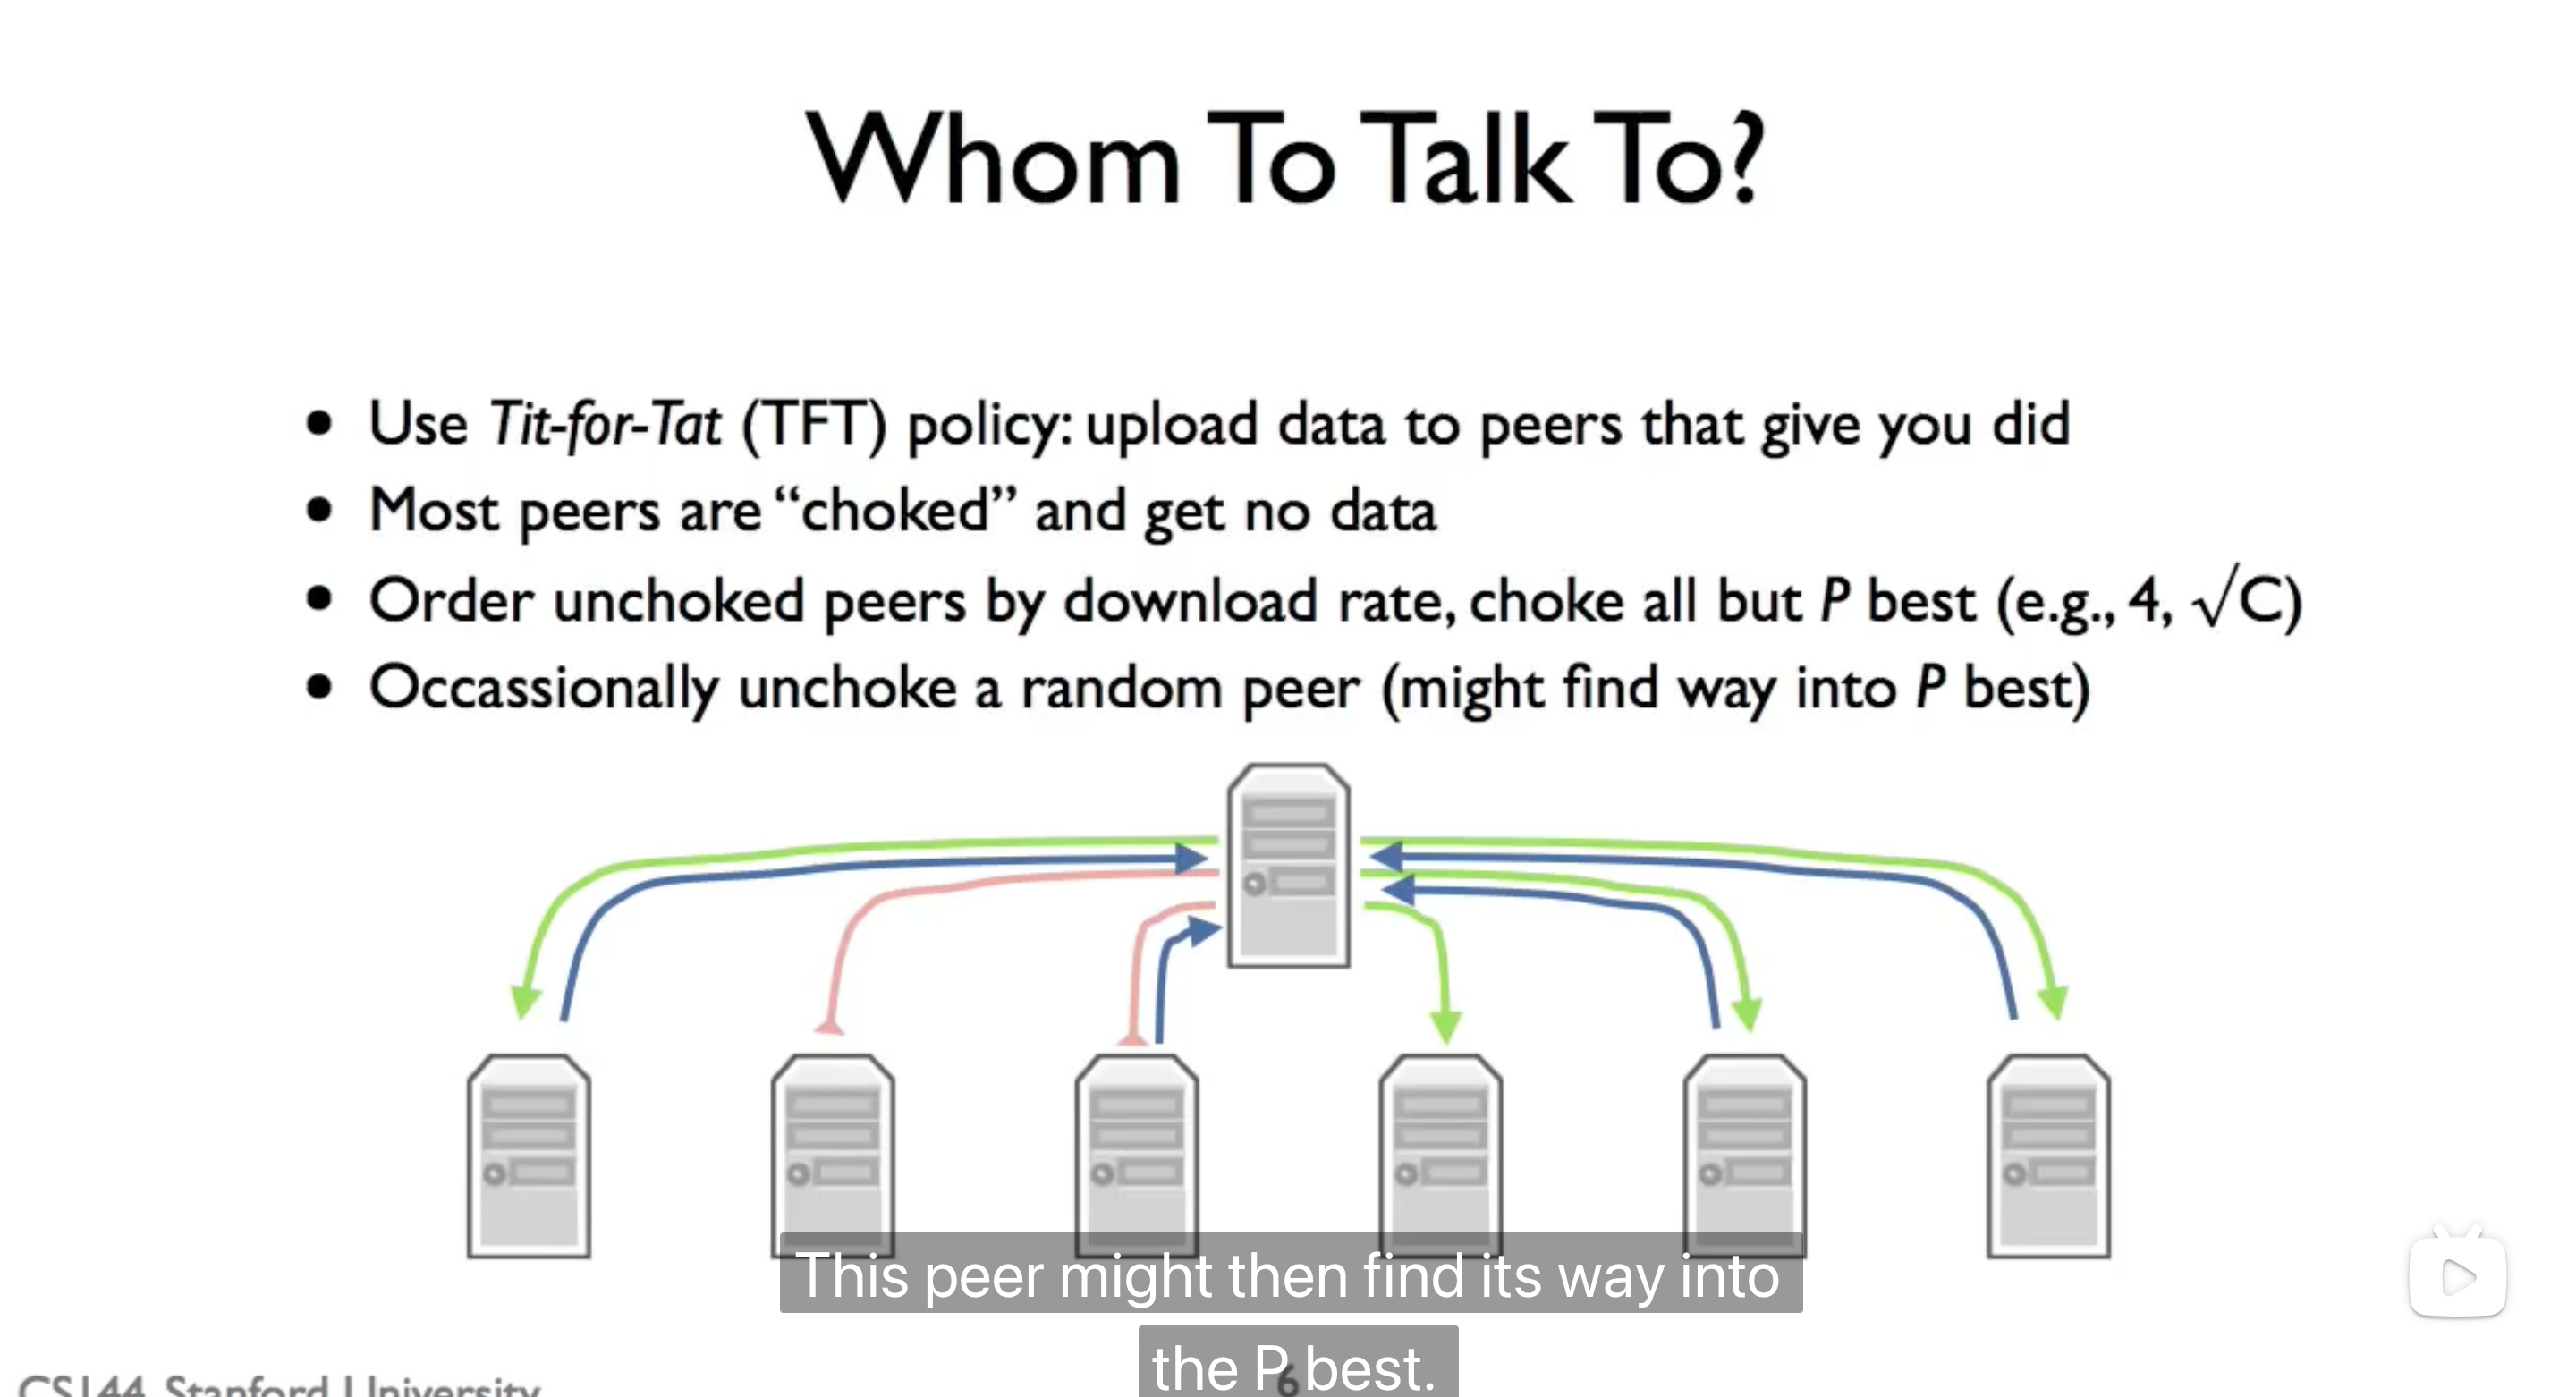 Whom To Talk To?
• Use Tit-for-Tat (TFT) policy: upload data to peers that give you did
• Most peers are “choked” and get no data
• Order unchoked peers by download rate, choke all but P best (e.g., 4, √C)
• Occassionally unchoke a random peer (might find way into P best)
This peer might then find its way into
the P best.
CS144, Stanford University
6